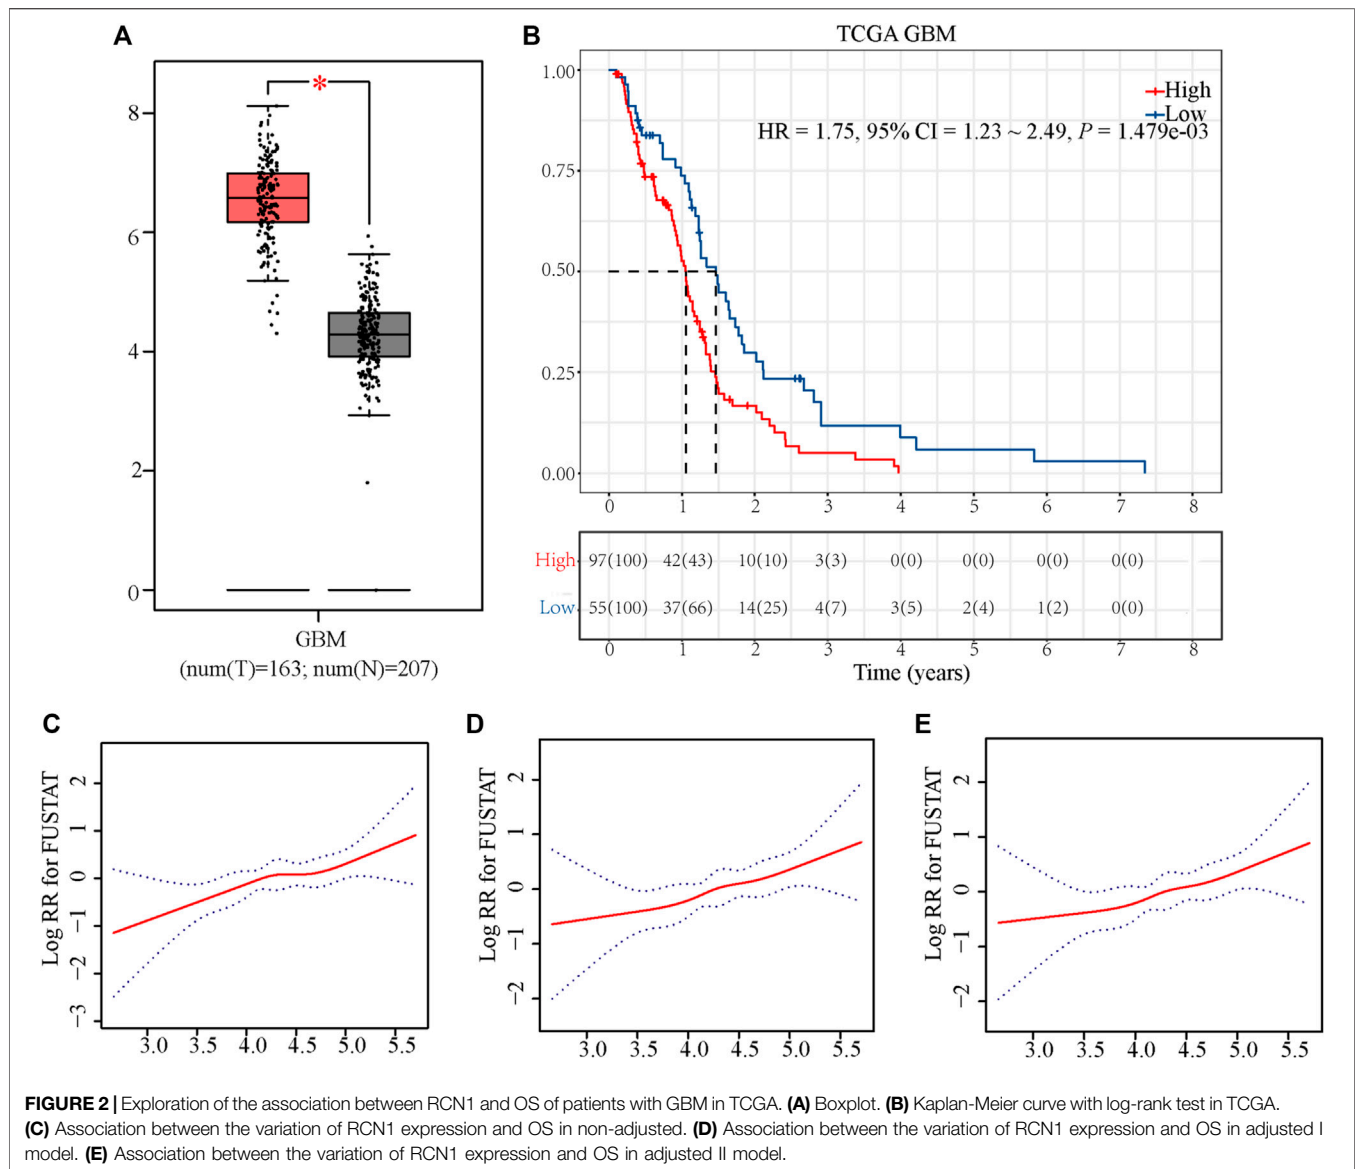 A
8
6
4
2
0
*
GBM
(num(T)=163; num(N)=207)
B
TCGA GBM
High
Low
HR = 1.75, 95% CI = 1.23 ~ 2.49, P = 1.479e-03
1.00
0.75
0.50
0.25
0.00
0 1 2 3 4 5 6 7 8
High 97(100) 42(43) 10(10) 3(3) 0(0) 0(0) 0(0) 0(0)
Low 55(100) 37(66) 14(25) 4(7) 3(5) 2(4) 1(2) 0(0)
0 1 2 3 4 5 6 7 8
Time (years)
C
Log RR for FUSTAT
2
1
0
−1
−2
−3
3.0 3.5 4.0 4.5 5.0 5.5
D
Log RR for FUSTAT
2
1
0
−1
−2
3.0 3.5 4.0 4.5 5.0 5.5
E
Log RR for FUSTAT
2
1
0
−1
−2
3.0 3.5 4.0 4.5 5.0 5.5
FIGURE 2 | Exploration of the association between RCN1 and OS of patients with GBM in TCGA. (A) Boxplot. (B) Kaplan-Meier curve with log-rank test in TCGA.
(C) Association between the variation of RCN1 expression and OS in non-adjusted. (D) Association between the variation of RCN1 expression and OS in adjusted I
model. (E) Association between the variation of RCN1 expression and OS in adjusted II model.